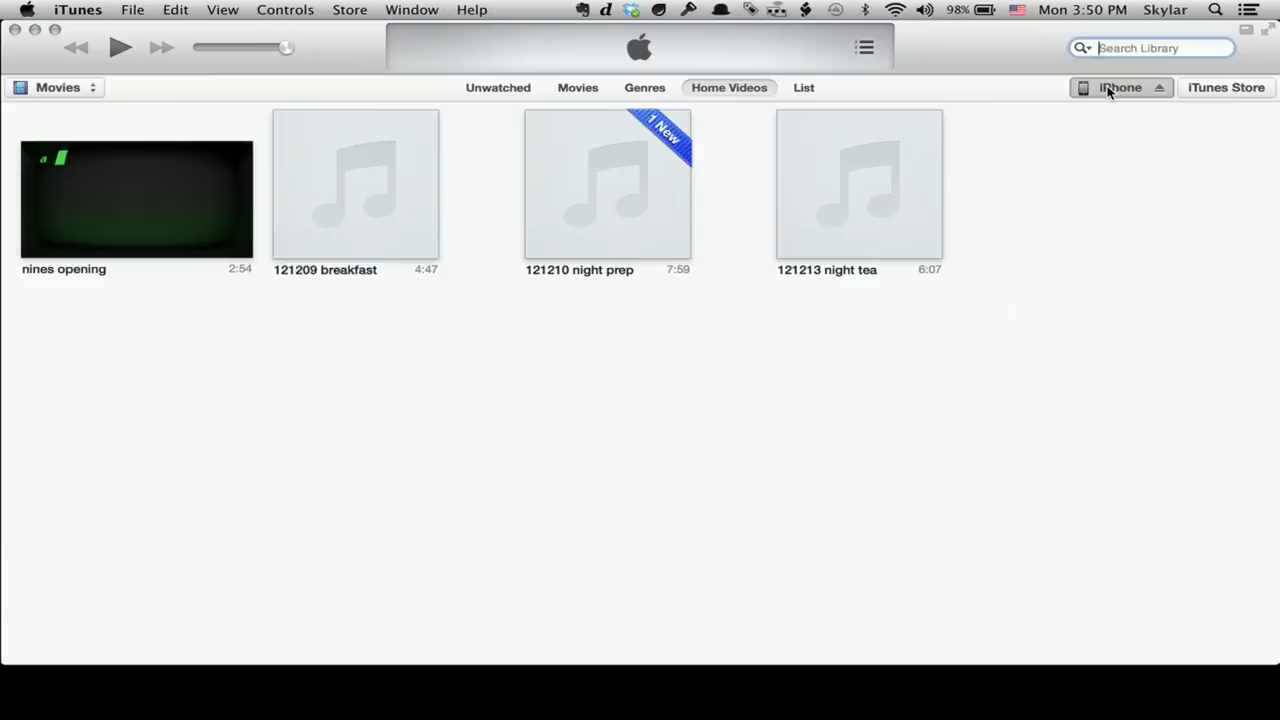 iTunes File Edit View Controls Store Window Help 98% Mon 3:50 PM Skylar
Search Library
Movies Unwatched Movies Genres Home Videos List iPhone iTunes Store
1 New
a
nines opening 2:54 121209 breakfast 4:47 121210 night prep 7:59 121213 night tea 6:07